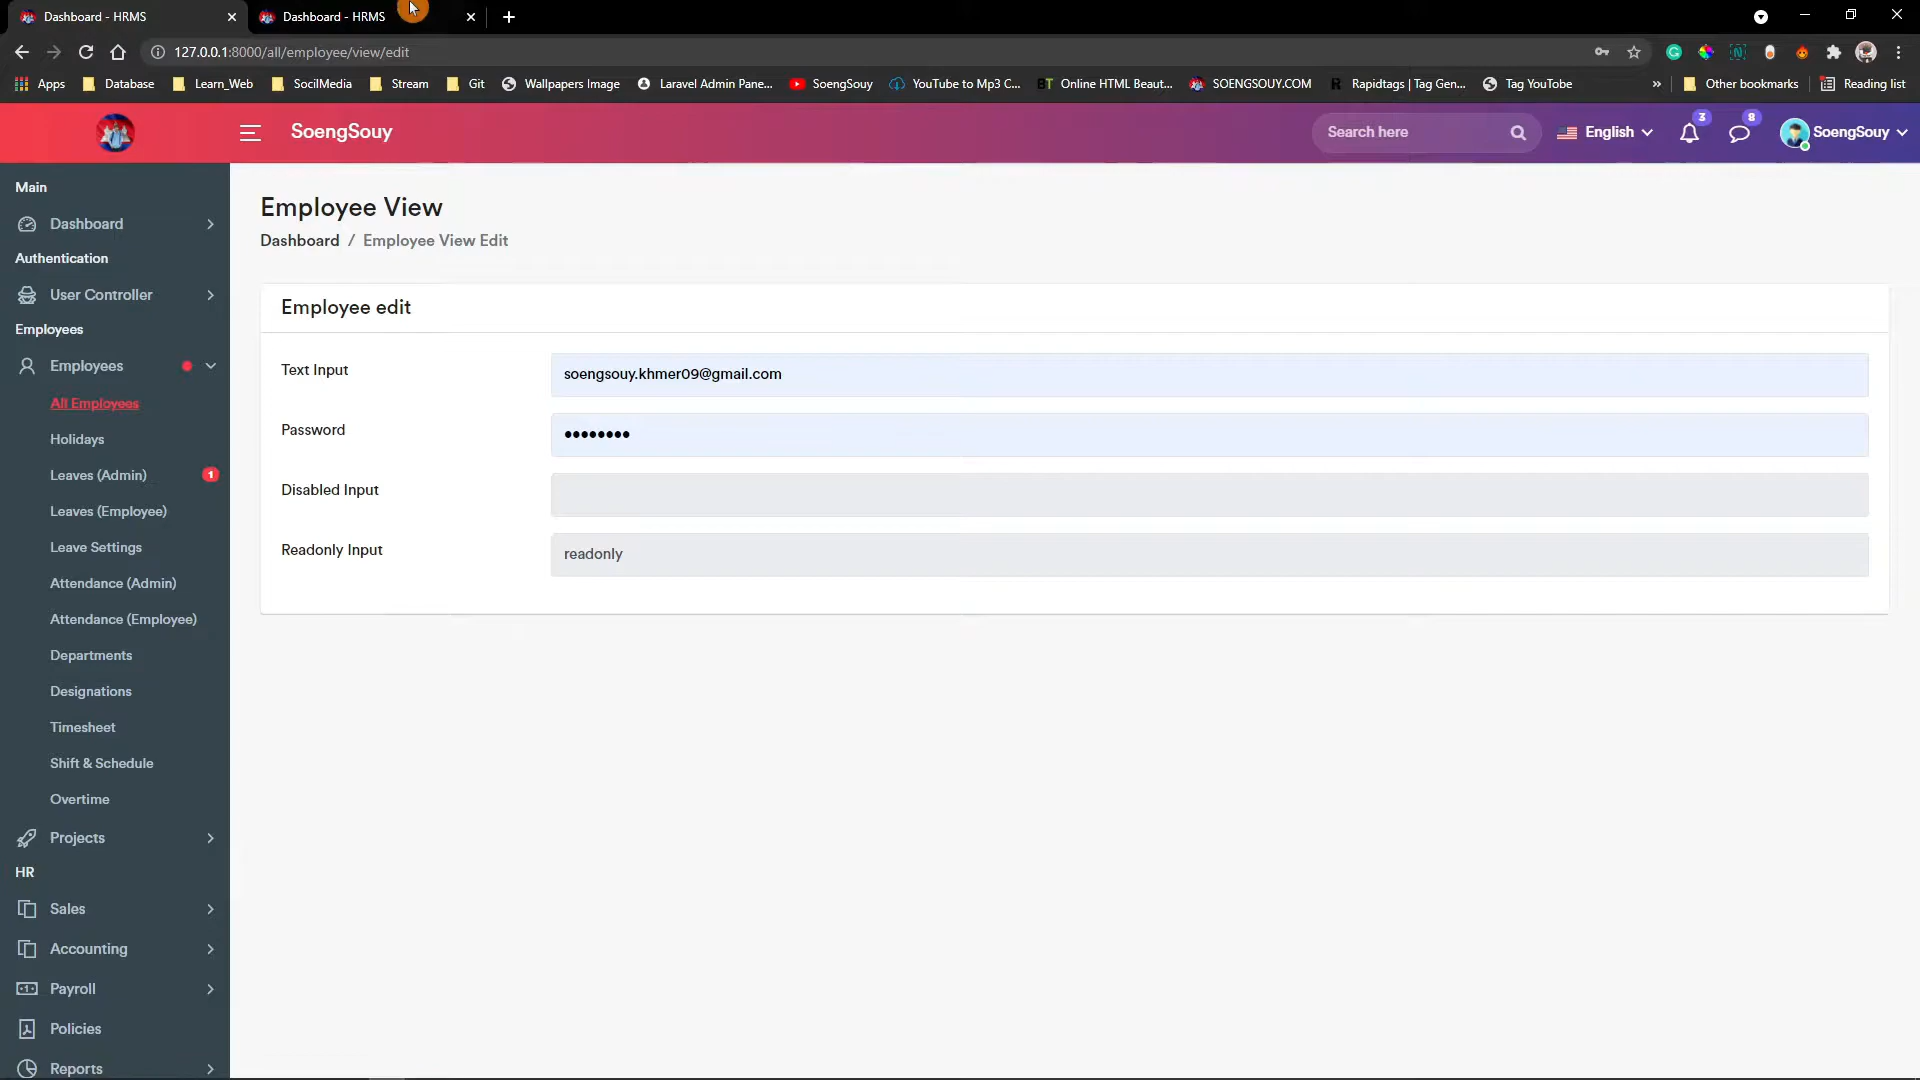 Dashboard - HRMS
Dashboard - HRMS
127.0.0.1:8000/all/employee/view/edit
Apps
Database
Learn_Web
SocilMedia
Stream
Git
Wallpapers Image
Laravel Admin Pane...
SoengSouy
YouTube to Mp3 C...
BT Online HTML Beaut...
SOENGSOUY.COM
R Rapidtags | Tag Gen...
Tag YouTube
»
Other bookmarks
Reading list
SoengSouy
Search here
English
3
8
SoengSouy
Main
Dashboard
Authentication
User Controller
Employees
Employees
All Employees
Holidays
Leaves (Admin) 1
Leaves (Employee)
Leave Settings
Attendance (Admin)
Attendance (Employee)
Departments
Designations
Timesheet
Shift & Schedule
Overtime
Projects
HR
Sales
Accounting
Payroll
Policies
Reports
Employee View
Dashboard / Employee View Edit
Employee edit
Text Input soengsouy.khmer09@gmail.com
Password ••••••••
Disabled Input
Readonly Input readonly